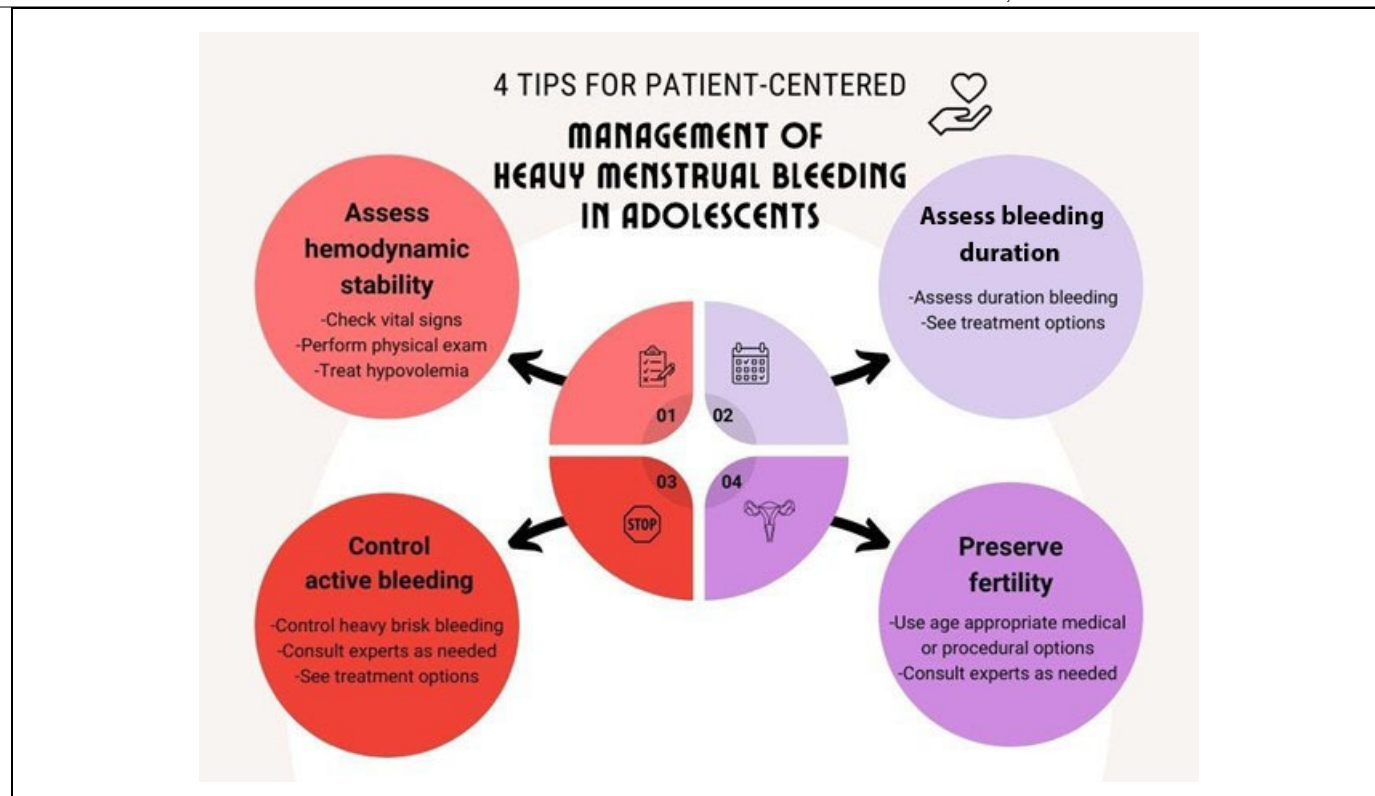 4 TIPS FOR PATIENT-CENTERED
MANAGEMENT OF
HEAVY MENSTRUAL BLEEDING
IN ADOLESCENTS
Assess
hemodynamic
stability
-Check vital signs
-Perform physical exam
-Treat hypovolemia
Assess bleeding
duration
-Assess duration bleeding
-See treatment options
01
02
03
04
STOP
Control
active bleeding
-Control heavy brisk bleeding
-Consult experts as needed
-See treatment options
Preserve
fertility
-Use age appropriate medical
or procedural options
-Consult experts as needed